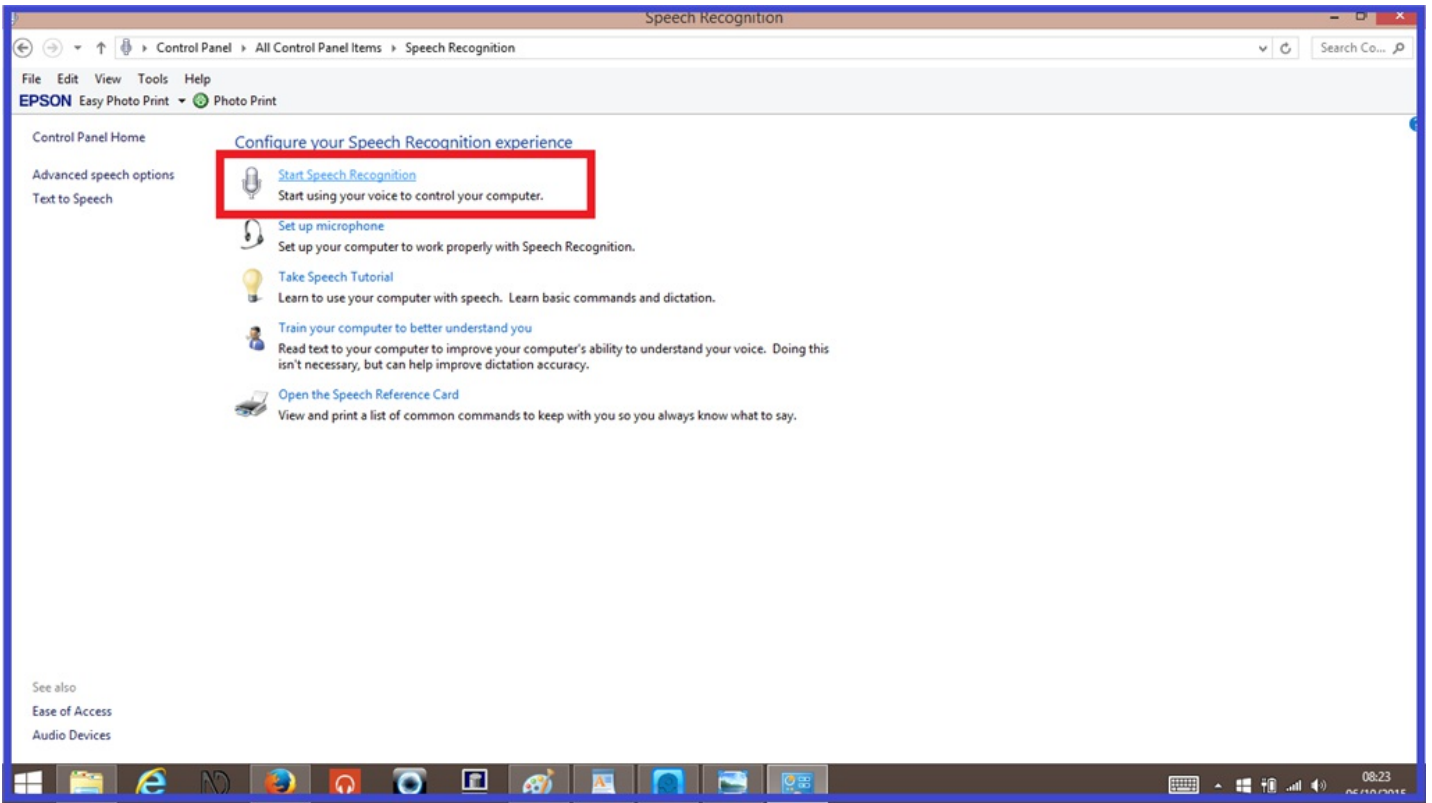 Speech Recognition
Control Panel All Control Panel Items Speech Recognition
Search Co...
File Edit View Tools Help
EPSON Easy Photo Print Photo Print
Control Panel Home
Advanced speech options
Text to Speech
Configure your Speech Recognition experience
Start Speech Recognition
Start using your voice to control your computer.
Set up microphone
Set up your computer to work properly with Speech Recognition.
Take Speech Tutorial
Learn to use your computer with speech. Learn basic commands and dictation.
Train your computer to better understand you
Read text to your computer to improve your computer's ability to understand your voice. Doing this
isn't necessary, but can help improve dictation accuracy.
Open the Speech Reference Card
View and print a list of common commands to keep with you so you always know what to say.
See also
Ease of Access
Audio Devices
08:23
06/10/2015